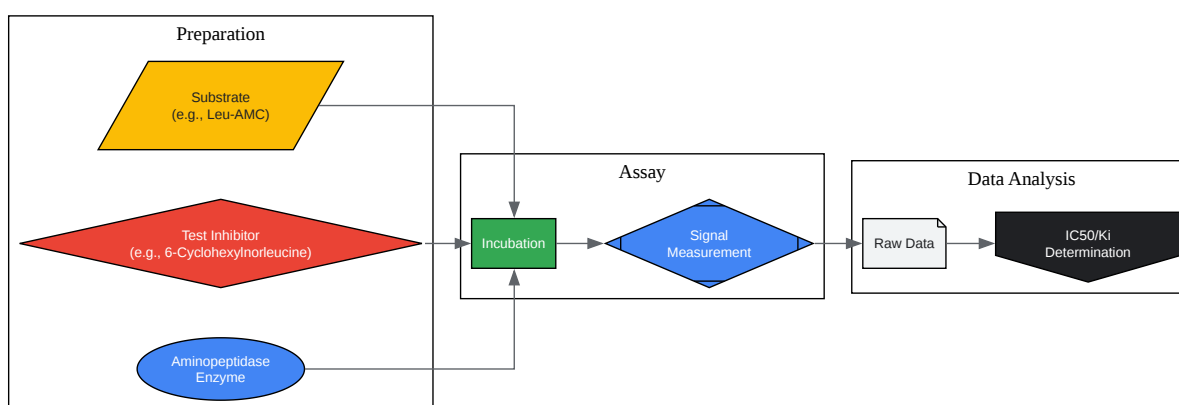 Preparation
Substrate
(e.g., Leu-AMC)
Test Inhibitor
(e.g., 6-Cyclohexylnorleucine)
Aminopeptidase
Enzyme
Assay
Incubation
Signal
Measurement
Data Analysis
Raw Data
IC50/Ki
Determination